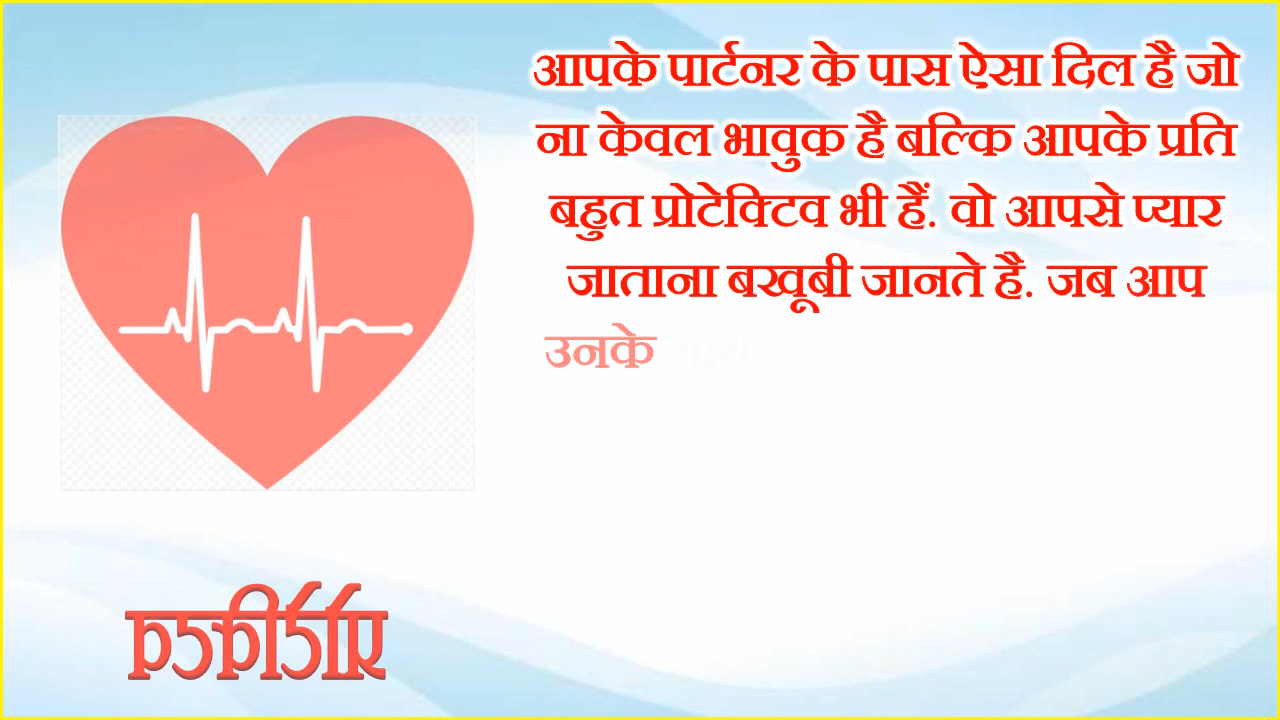 आपके पार्टनर के पास ऐसा दिल है जो
ना केवल भावुक है बल्कि आपके प्रति
बहुत प्रोटेक्टिव भी हैं. वो आपसे प्यार
जाताना बखूबी जानते है. जब आप
उनके